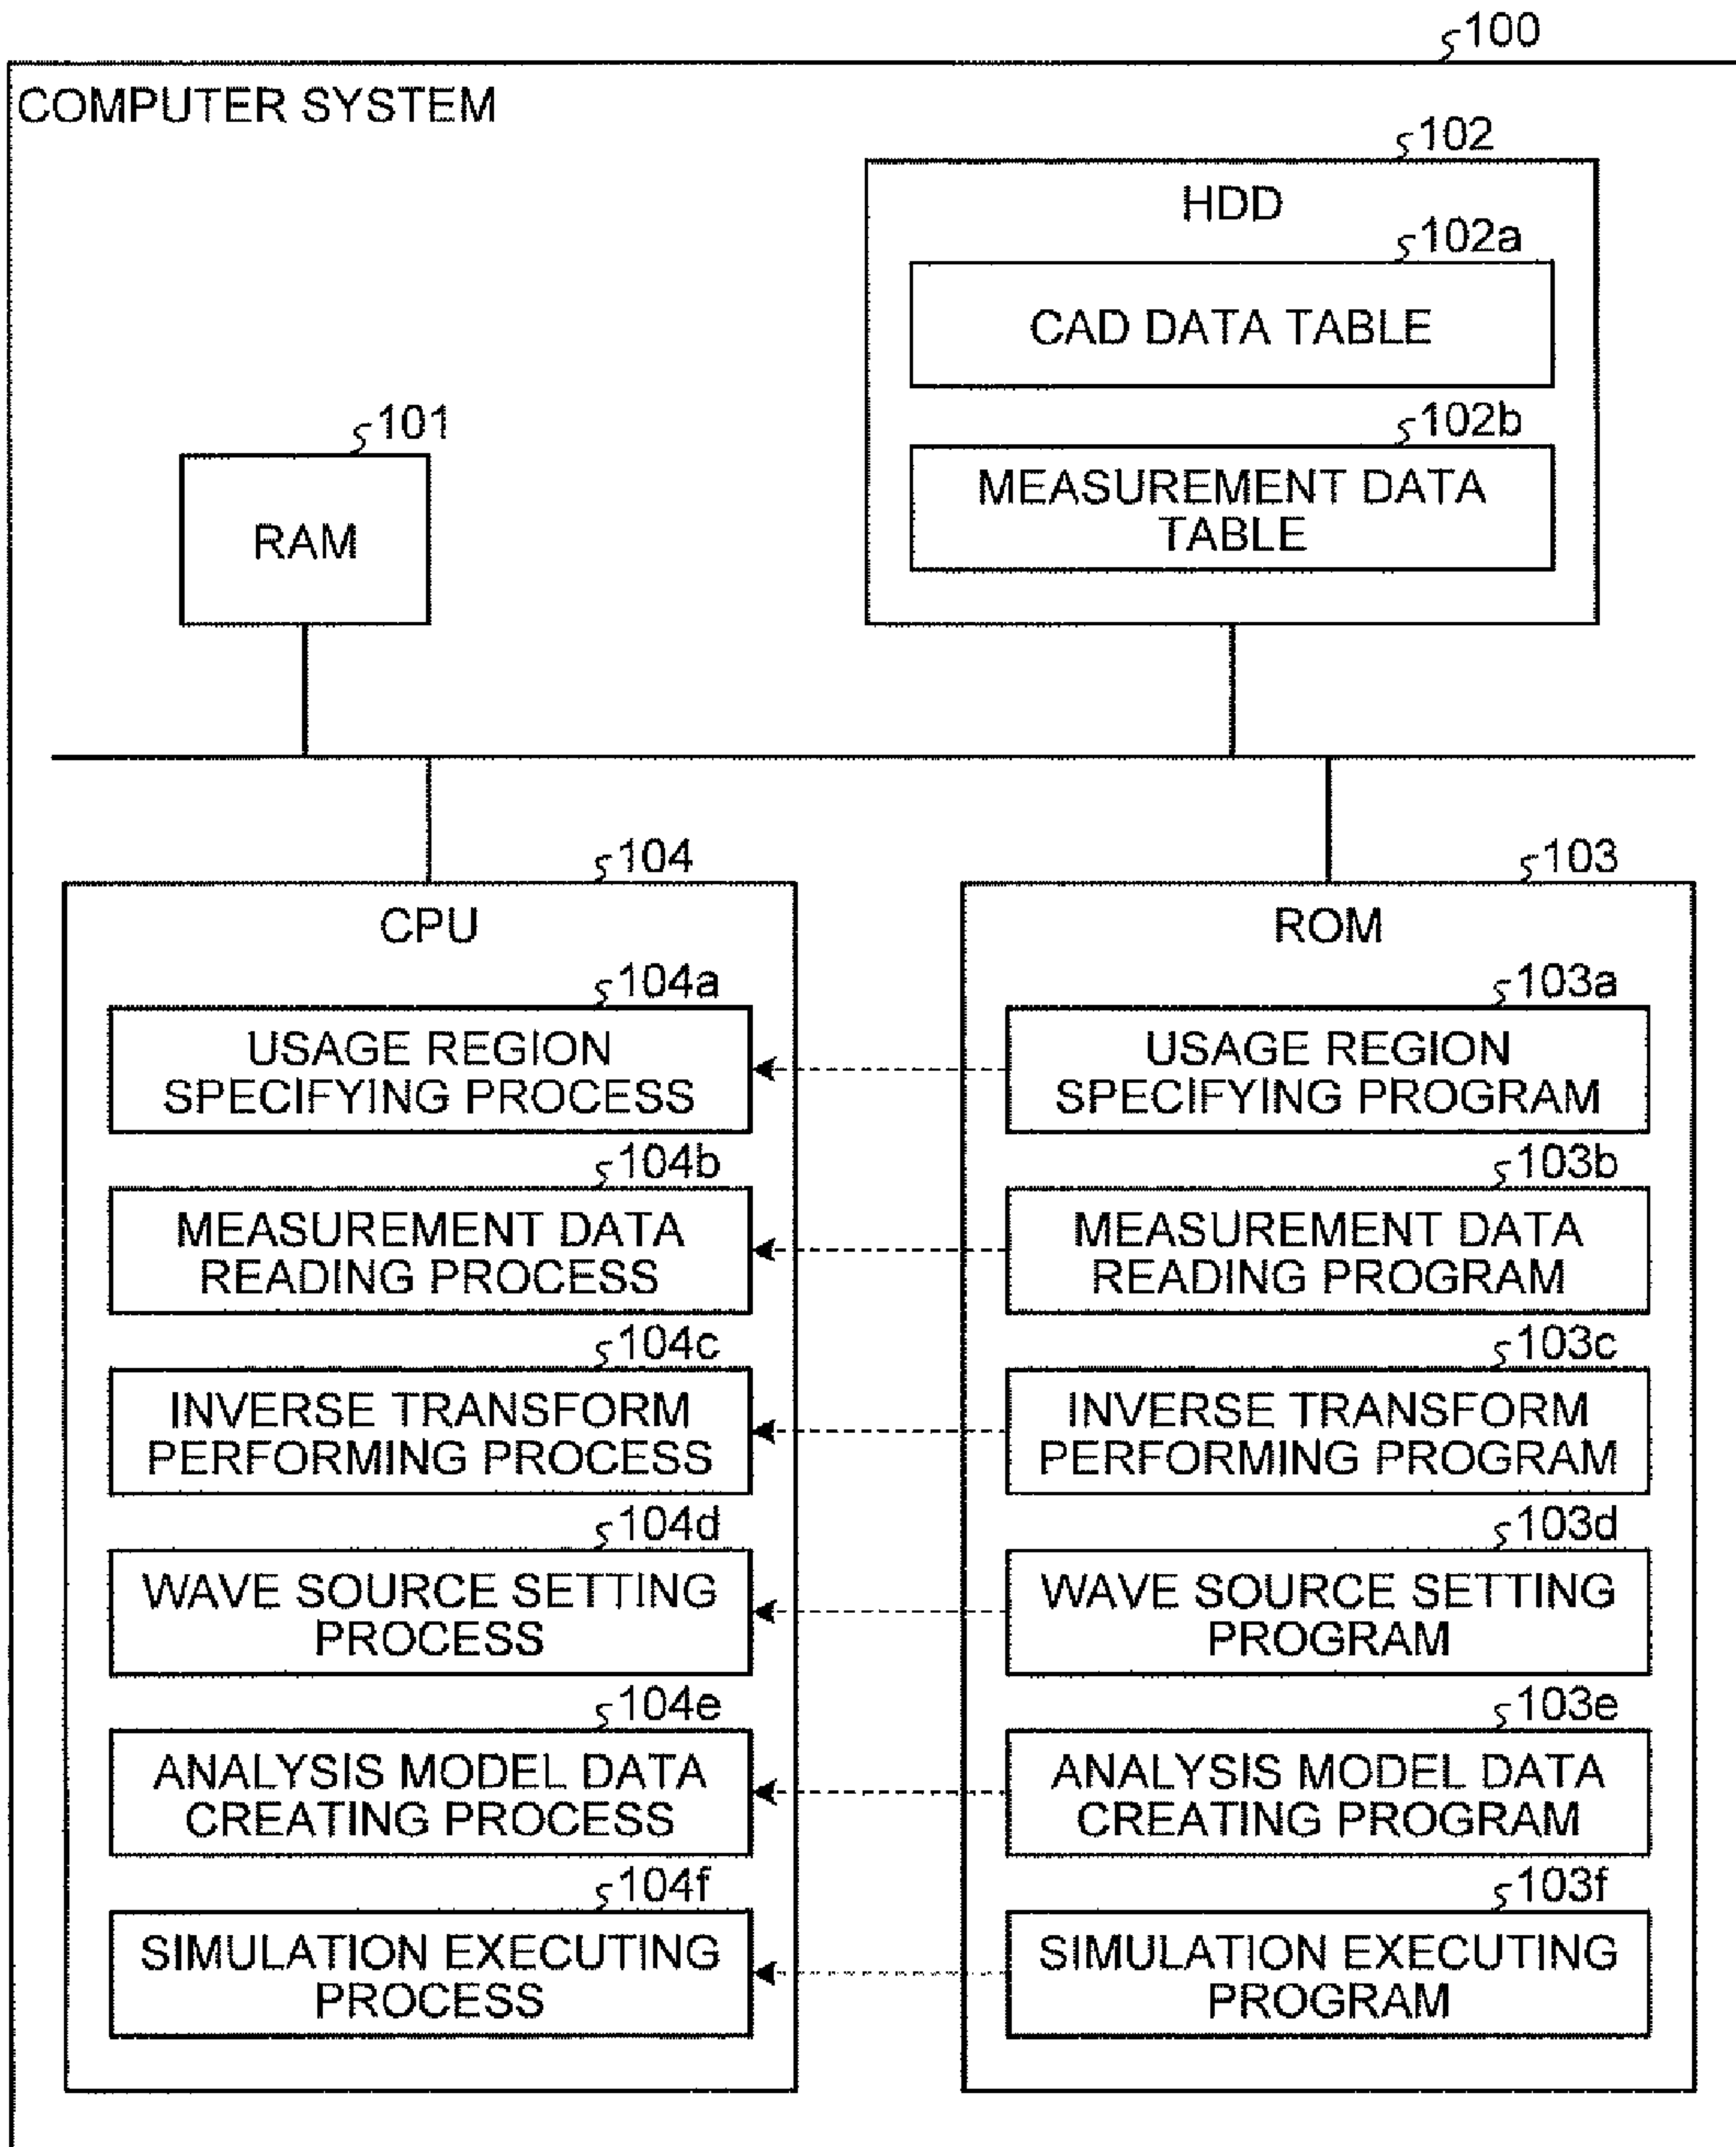 100
COMPUTER SYSTEM
102
HDD
102a
CAD DATA TABLE
101
RAM
102b
MEASUREMENT DATA
TABLE
104
CPU
104a
USAGE REGION
SPECIFYING PROCESS
104b
MEASUREMENT DATA
READING PROCESS
104c
INVERSE TRANSFORM
PERFORMING PROCESS
104d
WAVE SOURCE SETTING
PROCESS
104e
ANALYSIS MODEL DATA
CREATING PROCESS
104f
SIMULATION EXECUTING
PROCESS
103
ROM
103a
USAGE REGION
SPECIFYING PROGRAM
103b
MEASUREMENT DATA
READING PROGRAM
103c
INVERSE TRANSFORM
PERFORMING PROGRAM
103d
WAVE SOURCE SETTING
PROGRAM
103e
ANALYSIS MODEL DATA
CREATING PROGRAM
103f
SIMULATION EXECUTING
PROGRAM